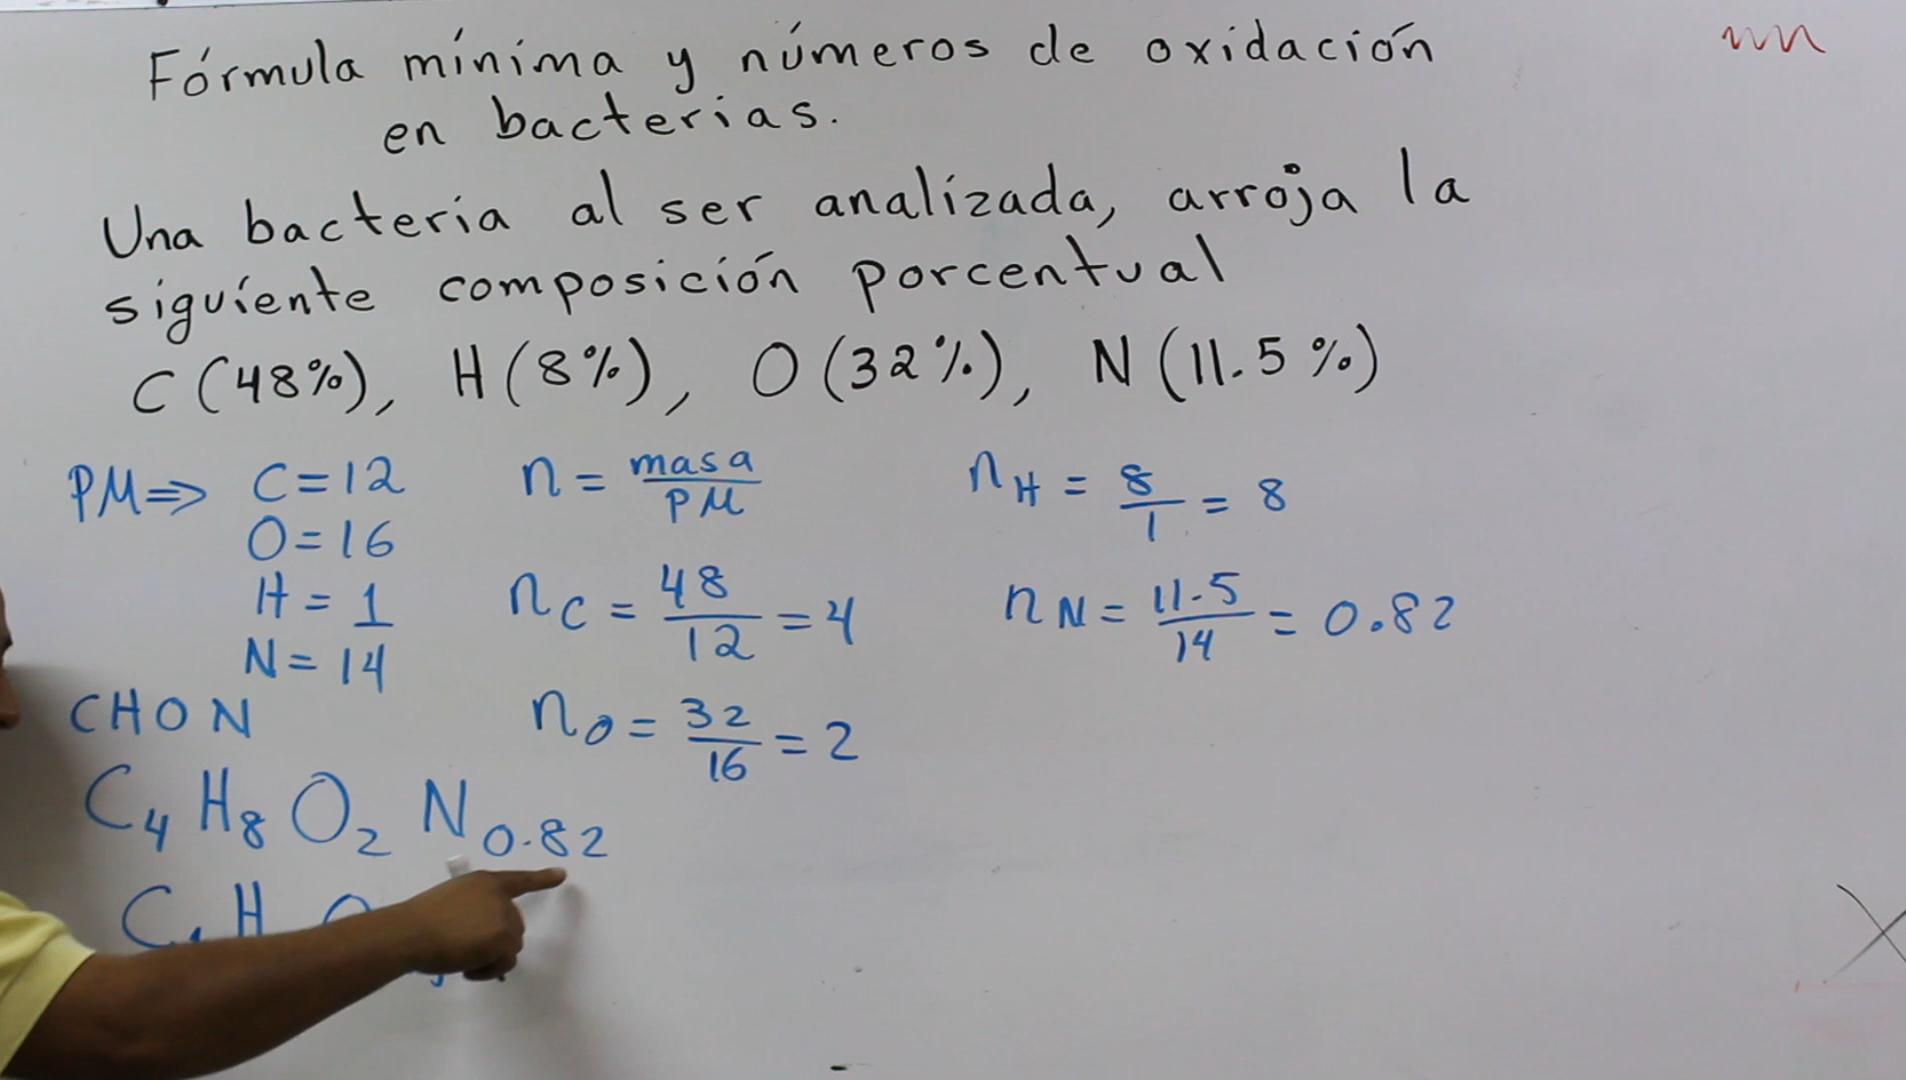 Fórmula mínima y números de oxidación
en bacterias.
Una bacteria al ser analizada, arroja la
siguiente composición porcentual
C (48%), H (8%), O (32%), N (11.5%)
PM ⇒ C = 12
O = 16
H = 1
N = 14
n = masa / PM
n_C = 48/12 = 4
n_O = 32/16 = 2
n_H = 8/1 = 8
n_N = 11.5/14 = 0.82
CHON
C₄ H₈ O₂ N₀.₈₂
C H